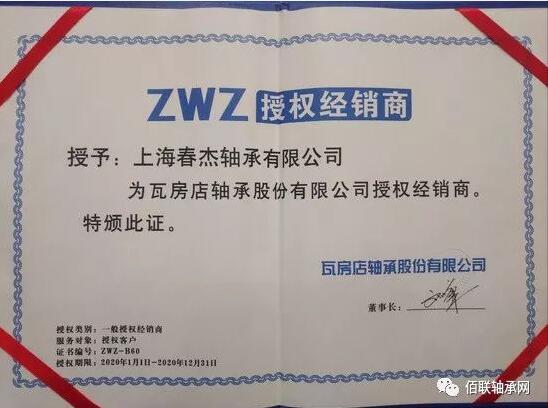 ZWZ 授权经销商
授予：上海春杰轴承有限公司
为瓦房店轴承股份有限公司授权经销商。
特颁此证。
瓦房店轴承股份有限公司
董事长：
授权类别：一般授权经销商
服务对象：授权客户
证书编号：ZWZ-B60
授权期限：2020年1月1日-2020年12月31日
佰联轴承网